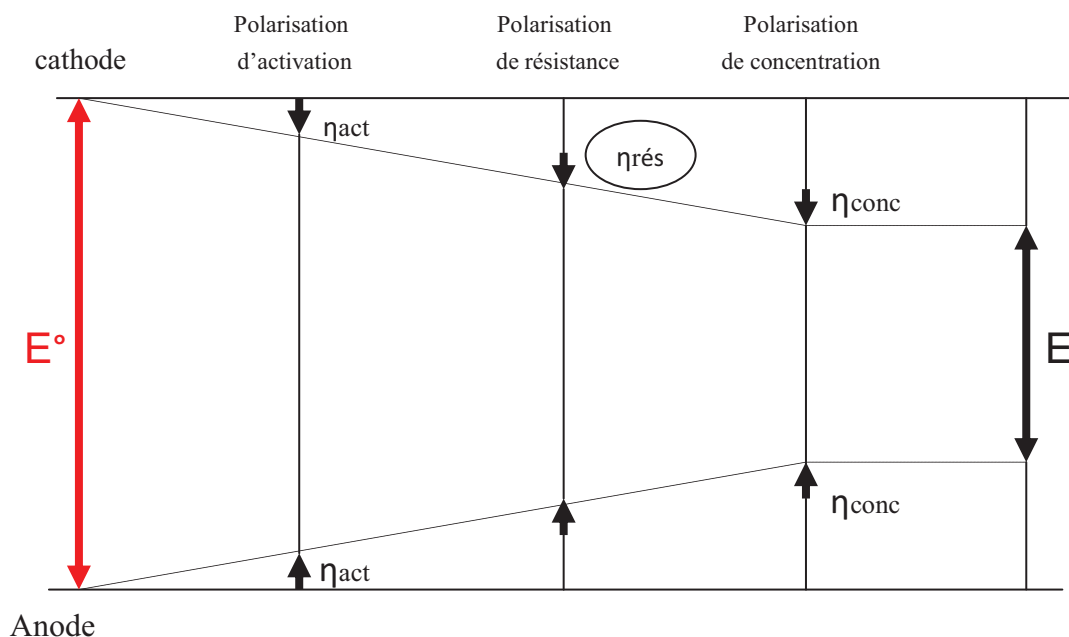 Polarisation
d’activation
Polarisation
de résistance
Polarisation
de concentration
cathode
ηact
ηrés
ηconc
E°
E
ηconc
ηact
Anode